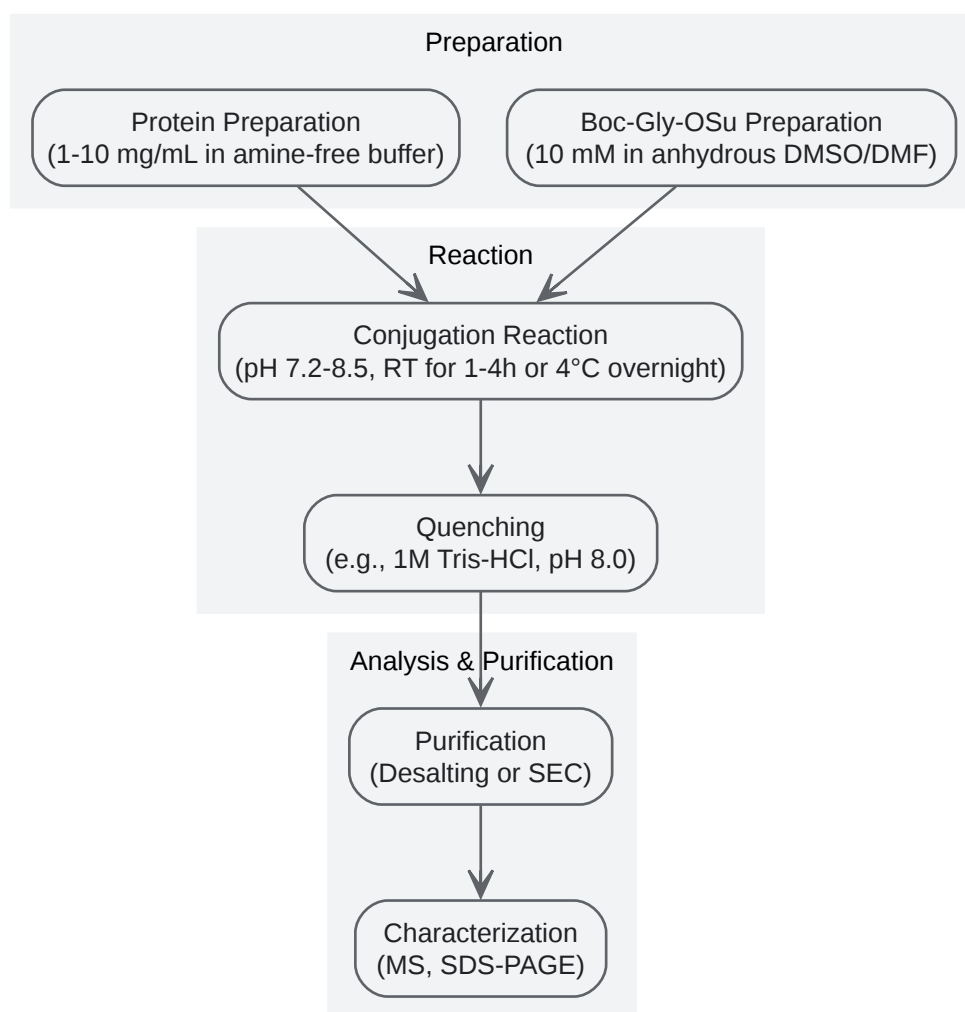 Preparation
Protein Preparation
(1-10 mg/mL in amine-free buffer)
Boc-Gly-OSu Preparation
(10 mM in anhydrous DMSO/DMF)
Reaction
Conjugation Reaction
(pH 7.2-8.5, RT for 1-4h or 4°C overnight)
Quenching
(e.g., 1M Tris-HCl, pH 8.0)
Analysis & Purification
Purification
(Desalting or SEC)
Characterization
(MS, SDS-PAGE)